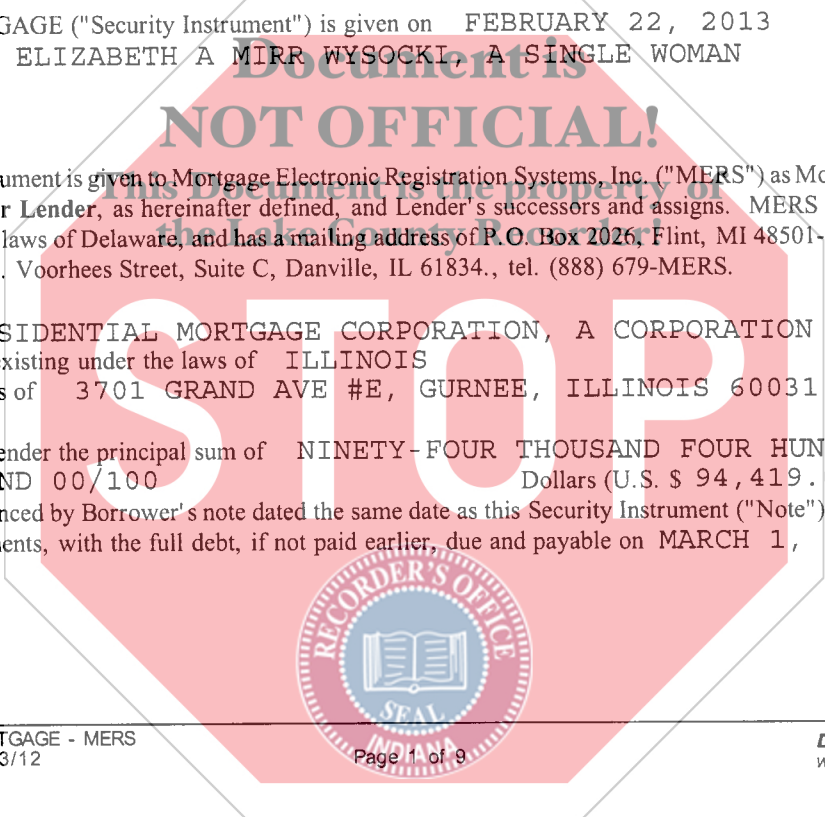 GAGE ("Security Instrument") is given on FEBRUARY 22, 2013
ELIZABETH A MIRR WYSOCKI, A SINGLE WOMAN
Document is
NOT OFFICIAL!
This Document is the property of
the Lake County Recorder!
ument is given to Mortgage Electronic Registration Systems, Inc. ("MERS") as Mo
r Lender, as hereinafter defined, and Lender's successors and assigns. MERS
laws of Delaware, and has a mailing address of P.O. Box 2026, Flint, MI 48501-
. Voorhees Street, Suite C, Danville, IL 61834., tel. (888) 679-MERS.
STOP
SIDENTIAL MORTGAGE CORPORATION, A CORPORATION
xisting under the laws of ILLINOIS
s of 3701 GRAND AVE #E, GURNEE, ILLINOIS 60031
ender the principal sum of NINETY-FOUR THOUSAND FOUR HUN
ND 00/100 Dollars (U.S. $ 94,419.
nced by Borrower's note dated the same date as this Security Instrument ("Note")
ents, with the full debt, if not paid earlier, due and payable on MARCH 1,
RECORDER'S OFFICE
SEAL
INDIANA
TGAGE - MERS
3/12
Page 1 of 9